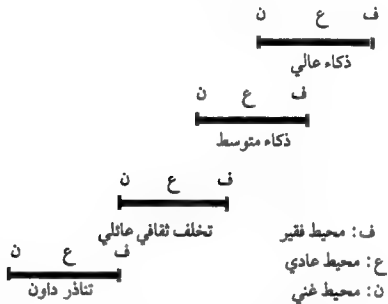 ف ع ن
ذكاء عالي
ف ع ن
ذكاء متوسط
ف ع ن
تخلف ثقافي عائلي
ف ع ن
تناذر داون
ف: محيط فقير
ع: محيط عادي
ن: محيط غني